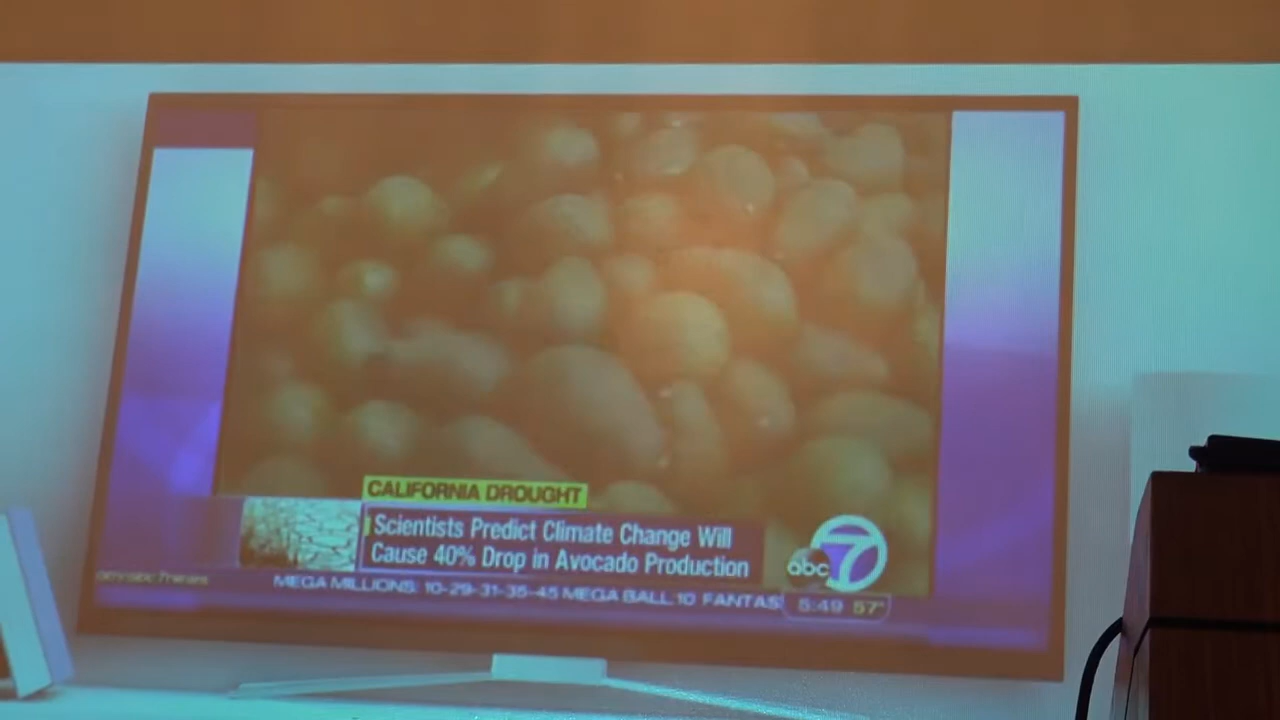 CALIFORNIA DROUGHT
Scientists Predict Climate Change Will
Cause 40% Drop in Avocado Production
abc 7
MEGA MILLIONS: 10-29-31-35-45 MEGA BALL 10 FANTAS
5:49 57°